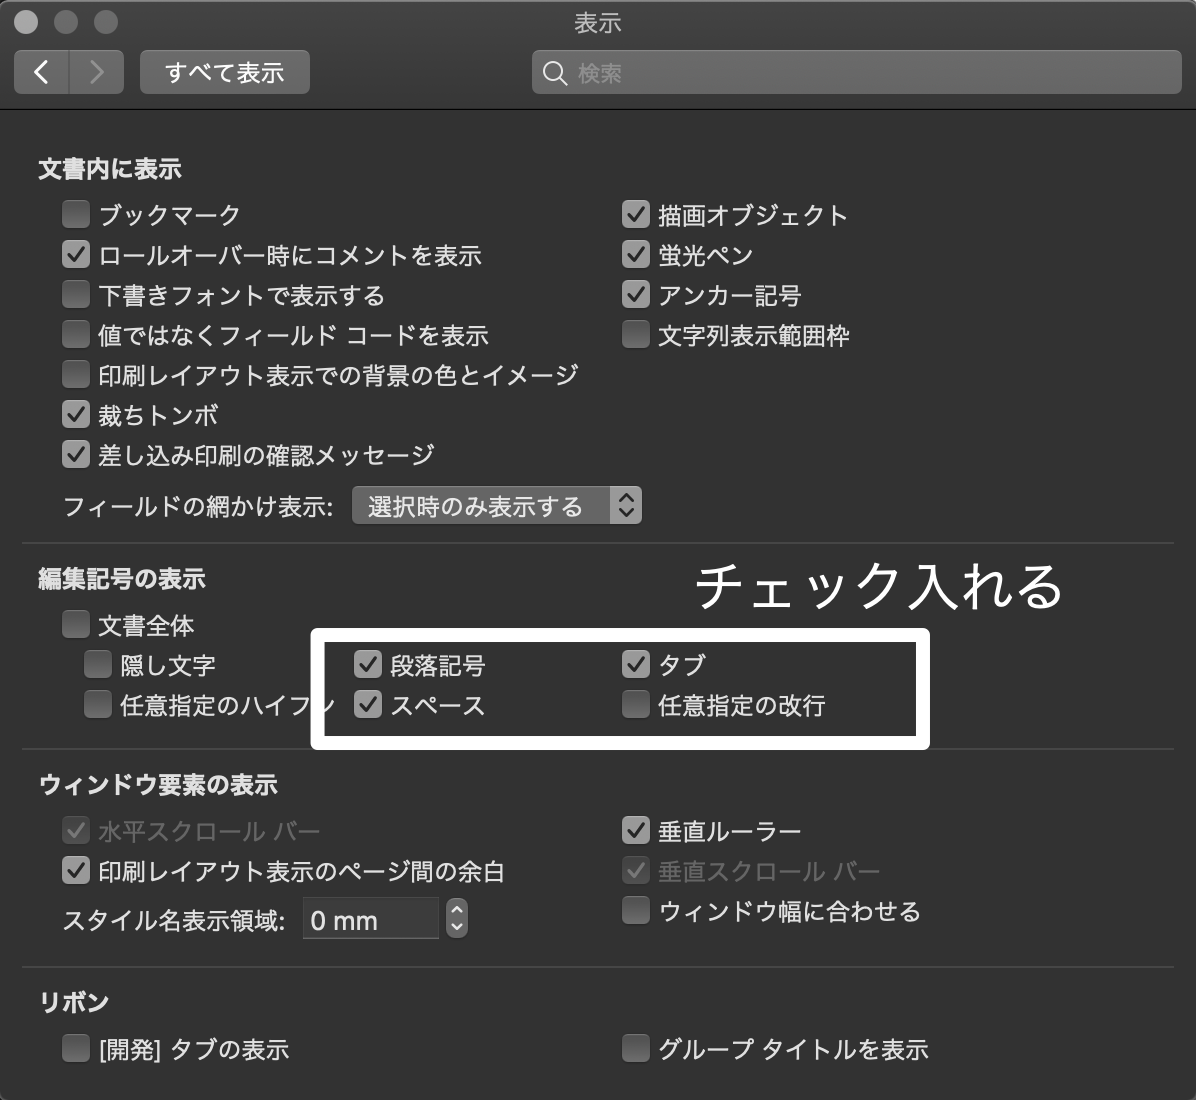 表示
すべて表示
検索
文書内に表示
ブックマーク
描画オブジェクト
ロールオーバー時にコメントを表示
蛍光ペン
下書きフォントで表示する
アンカー記号
値ではなくフィールド コードを表示
文字列表示範囲枠
印刷レイアウト表示での背景の色とイメージ
裁ちトンボ
差し込み印刷の確認メッセージ
フィールドの網かけ表示: 選択時のみ表示する
編集記号の表示
チェック入れる
文書全体
隠し文字
段落記号
タブ
任意指定のハイフン
スペース
任意指定の改行
ウィンドウ要素の表示
水平スクロール バー
垂直ルーラー
印刷レイアウト表示のページ間の余白
垂直スクロール バー
スタイル名表示領域: 0 mm
ウィンドウ幅に合わせる
リボン
[開発] タブの表示
グループ タイトルを表示